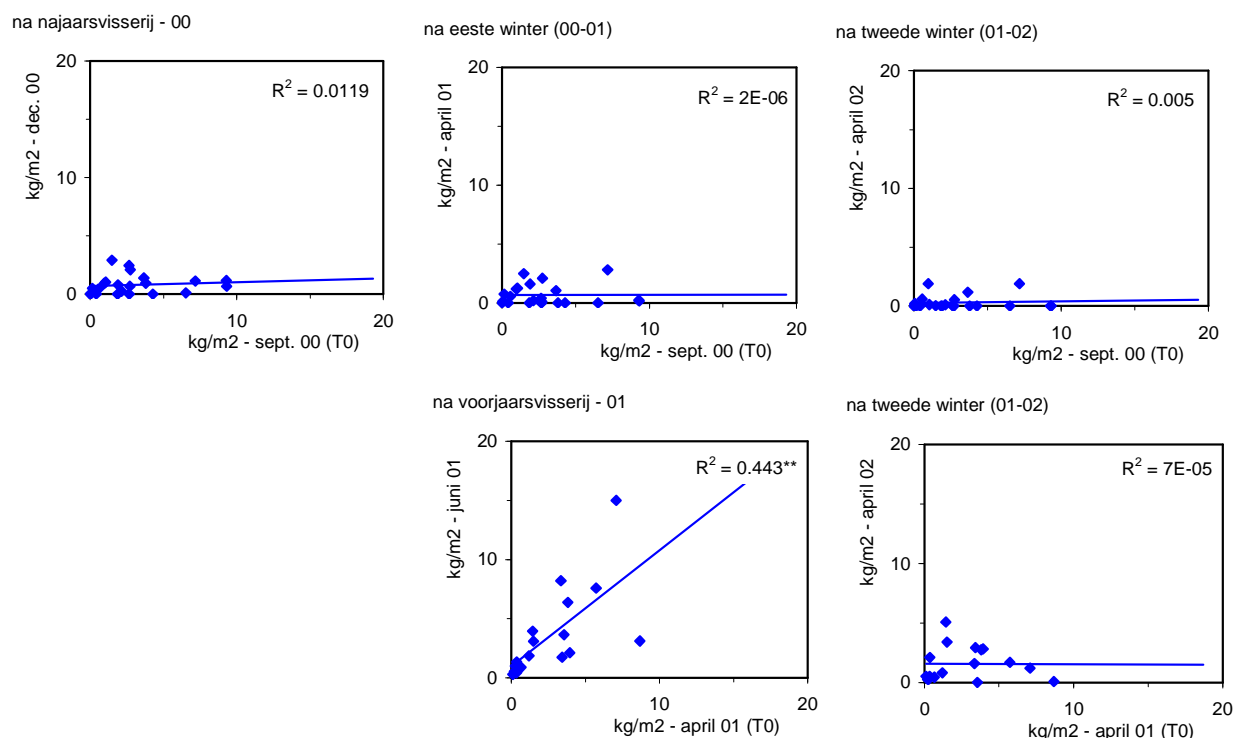 na najaarsvisserij - 00
kg/m2 - dec. 00
20
10
0
R² = 0.0119
0 10 20
kg/m2 - sept. 00 (T0)
na eeste winter (00-01)
kg/m2 - april 01
20
10
0
R² = 2E-06
0 10 20
kg/m2 - sept. 00 (T0)
na tweede winter (01-02)
kg/m2 - april 02
20
10
0
R² = 0.005
0 10 20
kg/m2 - sept. 00 (T0)
na voorjaarsvisserij - 01
kg/m2 - juni 01
20
10
0
R² = 0.443**
0 10 20
kg/m2 - april 01 (T0)
na tweede winter (01-02)
kg/m2 - april 02
20
10
0
R² = 7E-05
0 10 20
kg/m2 - april 01 (T0)